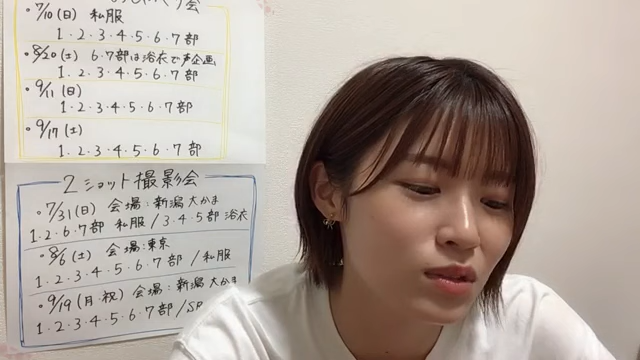 会
・7/10(日) 私服
1・2・3・4・5・6・7部
・8/20(土) 6・7部は浴衣で声企画
1・2・3・4・5・6・7部
・9/11(日)
1・2・3・4・5・6・7部
・9/17(土)
1・2・3・4・5・6・7部
2ショット撮影会
・7/31(日) 会場:新潟 大かま
1・2・6・7部 私服/3・4・5部 浴衣
・8/6(土) 会場:東京
1・2・3・4・5・6・7部/私服
・9/19(月・祝) 会場:新潟 大かま
1・2・3・4・5・6・7部/SP